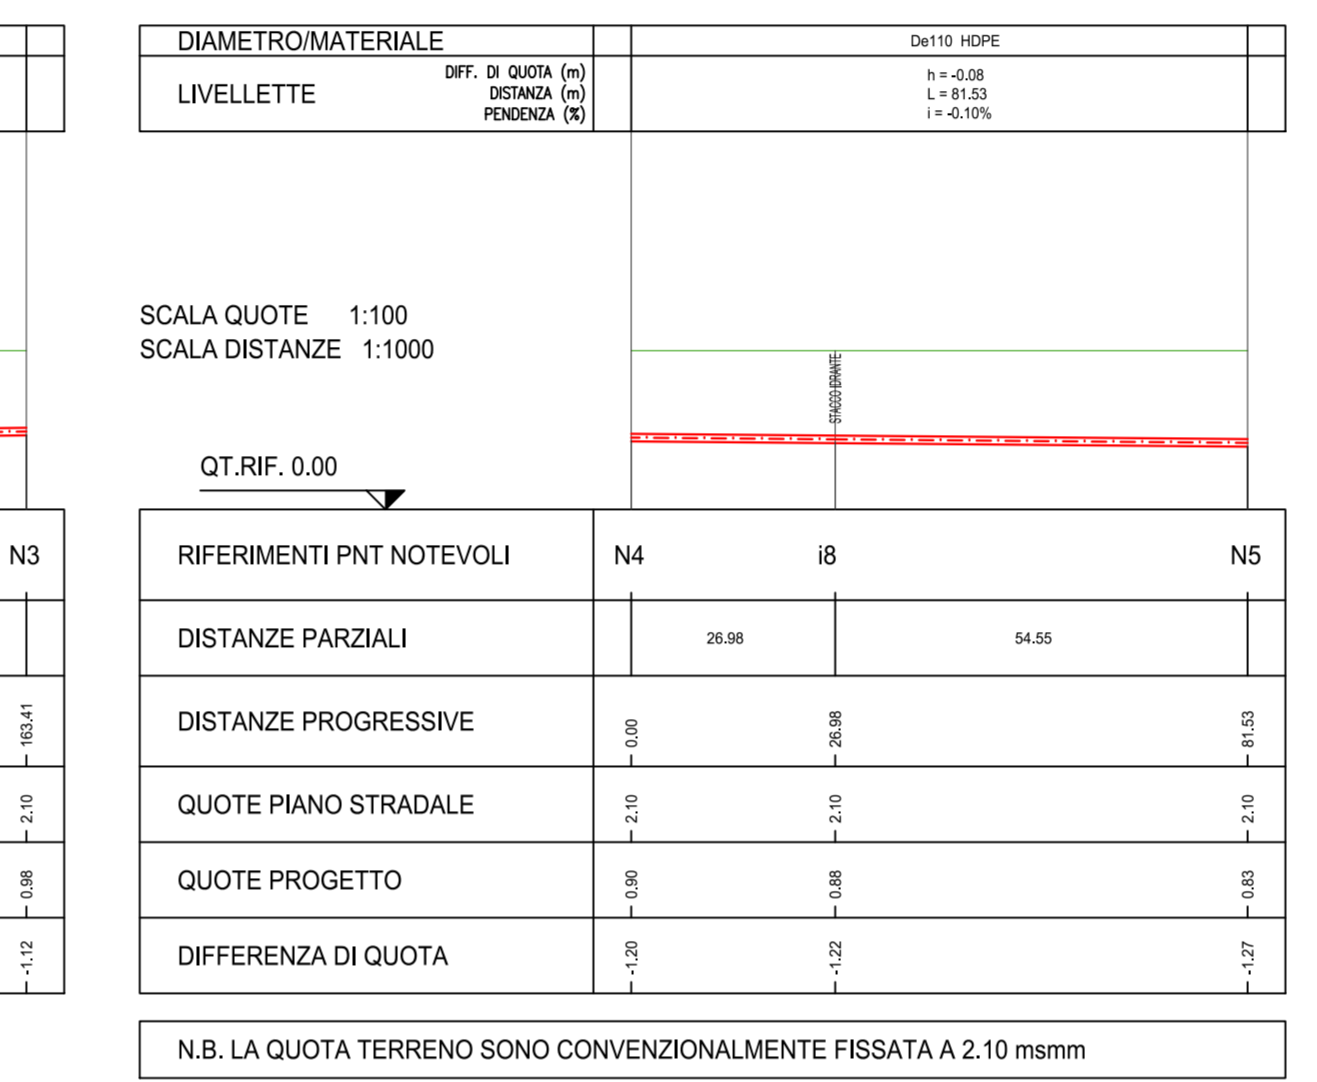 DIAMETRO/MATERIALE De110 HDPE
LIVELLETTE
DIFF. DI QUOTA (m)
DISTANZA (m)
PENDENZA (%)
h = -0.08
L = 81.53
i = -0.10%
SCALA QUOTE 1:100
SCALA DISTANZE 1:1000
STACCO IDRANTE
QT.RIF. 0.00
N3
RIFERIMENTI PNT NOTEVOLI N4 i8 N5
DISTANZE PARZIALI 26.98 54.55
163.41
DISTANZE PROGRESSIVE 0.00 26.98 81.53
2.10
QUOTE PIANO STRADALE 2.10 2.10 2.10
0.98
QUOTE PROGETTO 0.90 0.88 0.83
-1.12
DIFFERENZA DI QUOTA -1.20 -1.22 -1.27
N.B. LA QUOTA TERRENO SONO CONVENZIONALMENTE FISSATA A 2.10 msmm